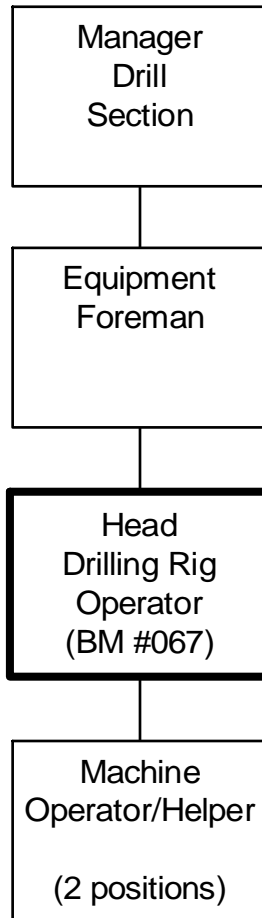 Manager
Drill
Section
Equipment
Foreman
Head
Drilling Rig
Operator
(BM #067)
Machine
Operator/Helper
(2 positions)